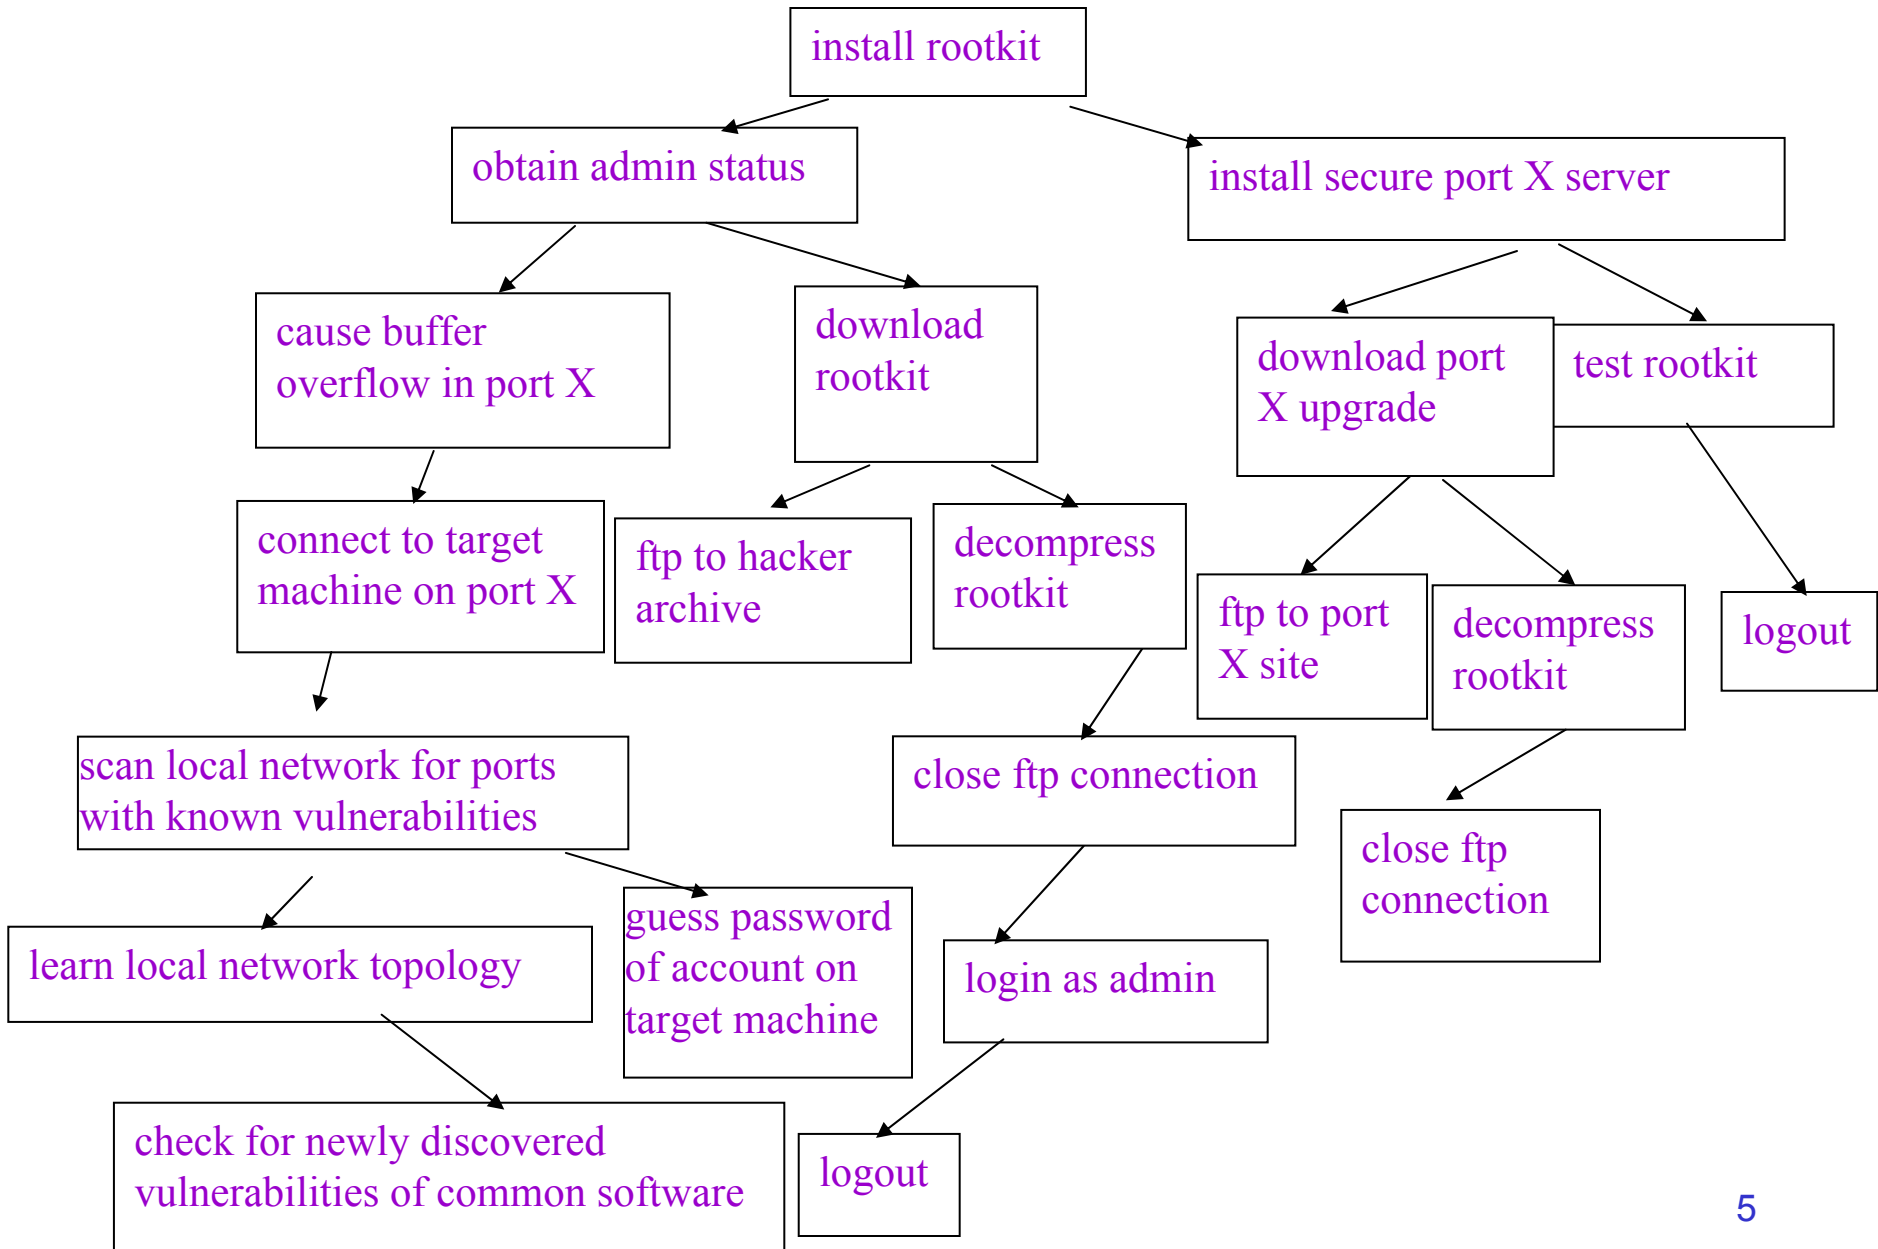 install rootkit
obtain admin status
install secure port X server
cause buffer
overflow in port X
download
rootkit
download port
X upgrade
test rootkit
connect to target
machine on port X
ftp to hacker
archive
decompress
rootkit
ftp to port
X site
decompress
rootkit
logout
scan local network for ports
with known vulnerabilities
close ftp connection
close ftp
connection
learn local network topology
guess password
of account on
target machine
login as admin
check for newly discovered
vulnerabilities of common software
logout
5